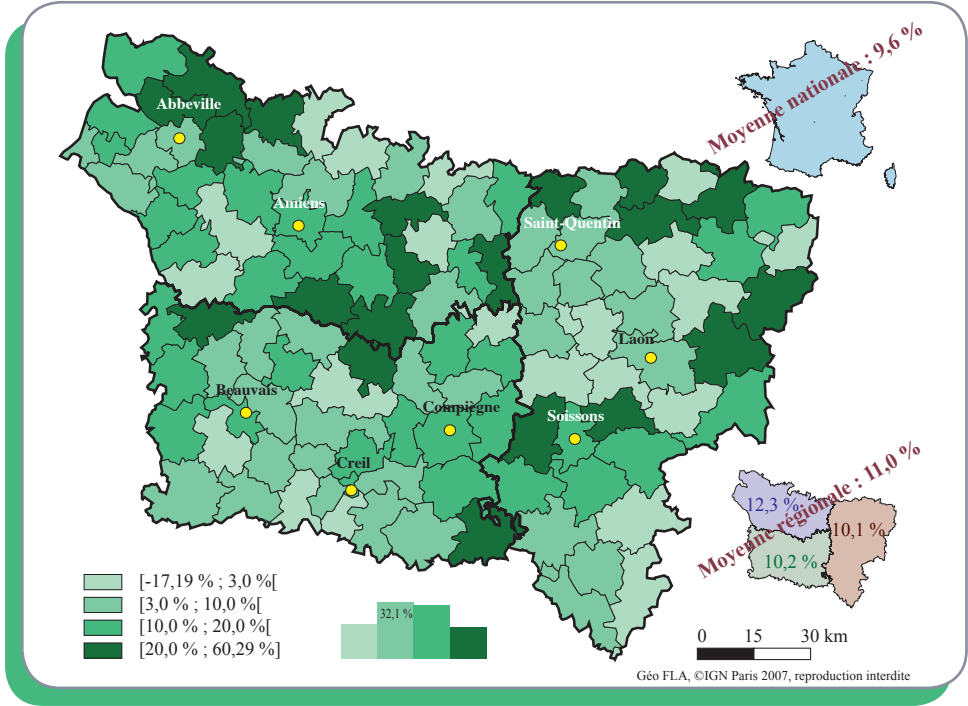 Moyenne nationale : 9,6 %
Abbeville
Amiens
Saint-Quentin
Laon
Beauvais
Compiègne
Soissons
Creil
Moyenne régionale : 11,0 %
12,3 %
10,1 %
10,2 %
[-17,19 % ; 3,0 %[
[3,0 % ; 10,0 %[
[10,0 % ; 20,0 %[
[20,0 % ; 60,29 %]
32,1 %
0 15 30 km
Géo FLA, ©IGN Paris 2007, reproduction interdite